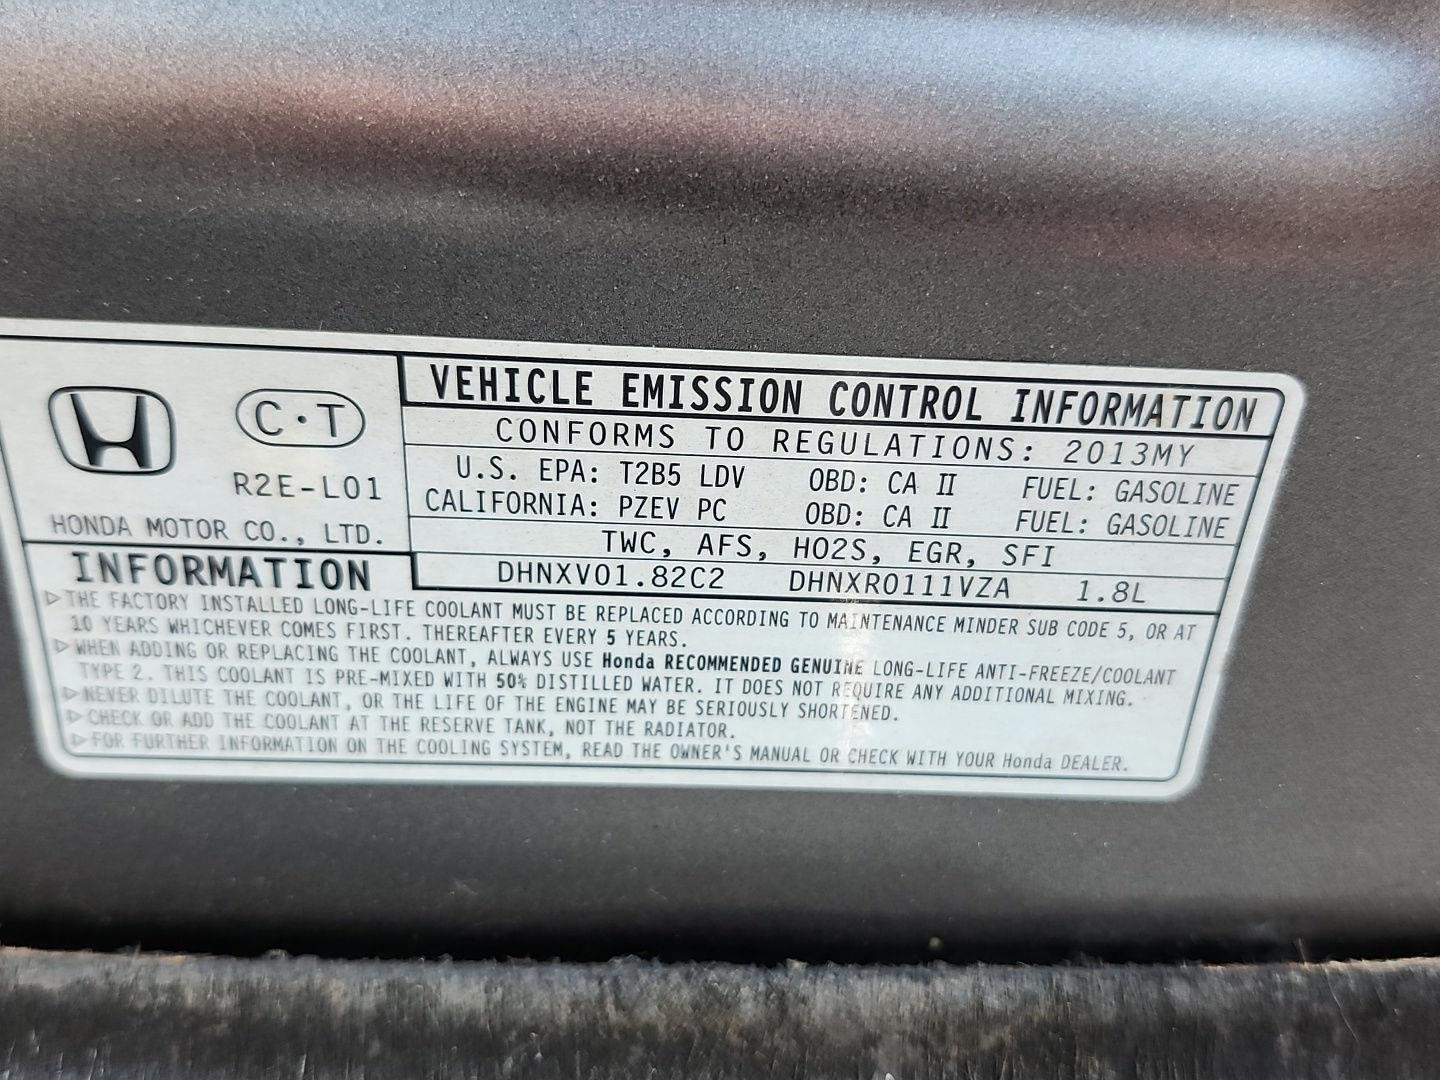 C·T
R2E-L01
HONDA MOTOR CO., LTD.
VEHICLE EMISSION CONTROL INFORMATION
CONFORMS TO REGULATIONS: 2013MY
U.S. EPA: T2B5 LDV OBD: CA II FUEL: GASOLINE
CALIFORNIA: PZEV PC OBD: CA II FUEL: GASOLINE
TWC, AFS, HO2S, EGR, SFI
DHNXV01.82C2 DHNXR0111VZA 1.8L
INFORMATION
▷THE FACTORY INSTALLED LONG-LIFE COOLANT MUST BE REPLACED ACCORDING TO MAINTENANCE MINDER SUB CODE 5, OR AT
10 YEARS WHICHEVER COMES FIRST. THEREAFTER EVERY 5 YEARS.
▷WHEN ADDING OR REPLACING THE COOLANT, ALWAYS USE Honda RECOMMENDED GENUINE LONG-LIFE ANTI-FREEZE/COOLANT
TYPE 2. THIS COOLANT IS PRE-MIXED WITH 50% DISTILLED WATER. IT DOES NOT REQUIRE ANY ADDITIONAL MIXING.
▷NEVER DILUTE THE COOLANT, OR THE LIFE OF THE ENGINE MAY BE SERIOUSLY SHORTENED.
▷CHECK OR ADD THE COOLANT AT THE RESERVE TANK, NOT THE RADIATOR.
▷FOR FURTHER INFORMATION ON THE COOLING SYSTEM, READ THE OWNER'S MANUAL OR CHECK WITH YOUR Honda DEALER.